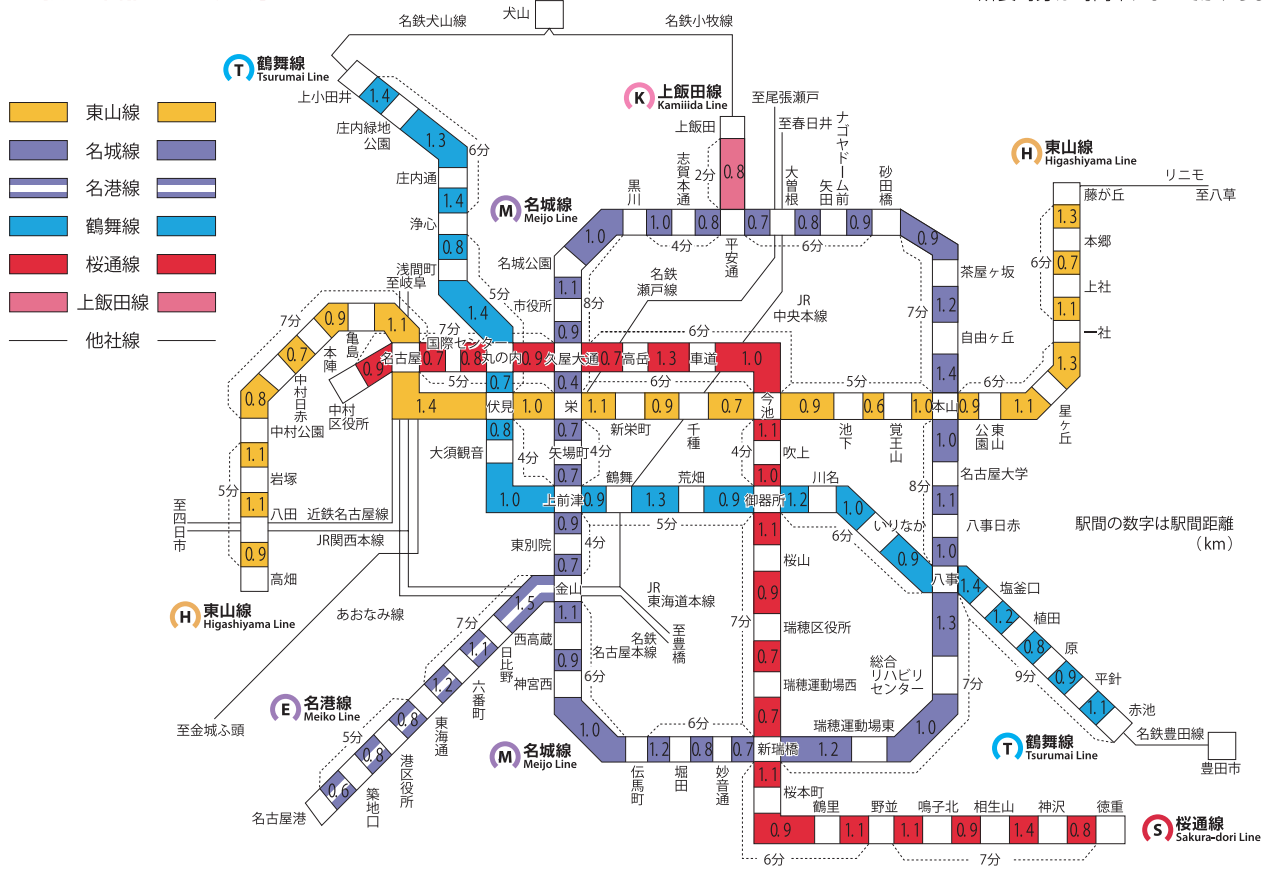 犬山
名鉄犬山線
名鉄小牧線
T
鶴舞線
Tsurumai Line
K
上飯田線
Kamiiida Line
東山線
名城線
名港線
鶴舞線
桜通線
上飯田線
他社線
上小田井
1.4
庄内緑地
公園
1.3
6分
庄内通
1.4
浄心
0.8
浅間町
至岐阜
5分
1.4
上飯田
0.8
2分
至尾張瀬戸
至春日井
M
名城線
Meijo Line
黒川
志賀本通
平安通
大曽根
ナゴヤドーム前
矢田
砂田橋
1.0
1.0
0.8
0.7
0.8
0.9
0.9
4分
6分
名城公園
1.1
市役所
8分
0.9
名鉄
瀬戸線
JR
中央本線
7分
茶屋ヶ坂
1.2
自由ヶ丘
1.4
H
東山線
Higashiyama Line
リニモ
至八草
藤が丘
1.3
本郷
0.7
6分
上社
1.1
一社
1.3
星ヶ丘
7分
0.9
1.1
亀島
本陣
0.7
中村日赤
0.8
中村公園
1.1
岩塚
5分
1.1
八田
0.9
高畑
至四日市
近鉄名古屋線
JR関西本線
あおなみ線
至金城ふ頭
H
東山線
Higashiyama Line
中村
区役所
0.9
名古屋
0.7
国際センター
7分
0.8
丸の内
0.9
久屋大通
0.7
高岳
1.3
車道
1.0
6分
5分
0.7
0.4
6分
5分
6分
1.4
伏見
1.0
栄
1.1
新栄町
0.9
千種
0.7
今池
0.9
池下
0.6
覚王山
1.0
本山
0.9
東山
公園
1.1
0.8
大須観音
4分
0.7
矢場町
4分
0.7
1.0
上前津
0.9
鶴舞
1.3
荒畑
0.9
御器所
1.2
川名
1.0
いりなか
0.9
5分
6分
1.1
吹上
4分
1.0
1.0
名古屋大学
1.1
8分
八事日赤
1.0
八事
駅間の数字は駅間距離
（km）
0.9
東別院
4分
0.7
金山
JR
東海道本線
名鉄
名古屋本線
至豊橋
1.1
西高蔵
0.9
6分
神宮西
1.0
1.1
桜山
0.9
7分
瑞穂区役所
0.7
瑞穂運動場西
0.7
新瑞橋
1.4
塩釜口
1.2
植田
0.8
原
0.9
平針
1.1
赤池
9分
名鉄豊田線
豊田市
T
鶴舞線
Tsurumai Line
1.3
総合
リハビリ
センター
7分
1.0
瑞穂運動場東
1.2
1.5
7分
日比野
1.1
六番町
1.2
東海通
0.8
港区役所
5分
0.8
築地口
0.6
名古屋港
E
名港線
Meiko Line
M
名城線
Meijo Line
6分
1.2
0.8
0.7
伝馬町
堀田
妙音通
1.1
桜本町
0.9
鶴里
1.1
野並
1.1
鳴子北
0.9
相生山
1.4
神沢
0.8
徳重
6分
7分
S
桜通線
Sakura-dori Line